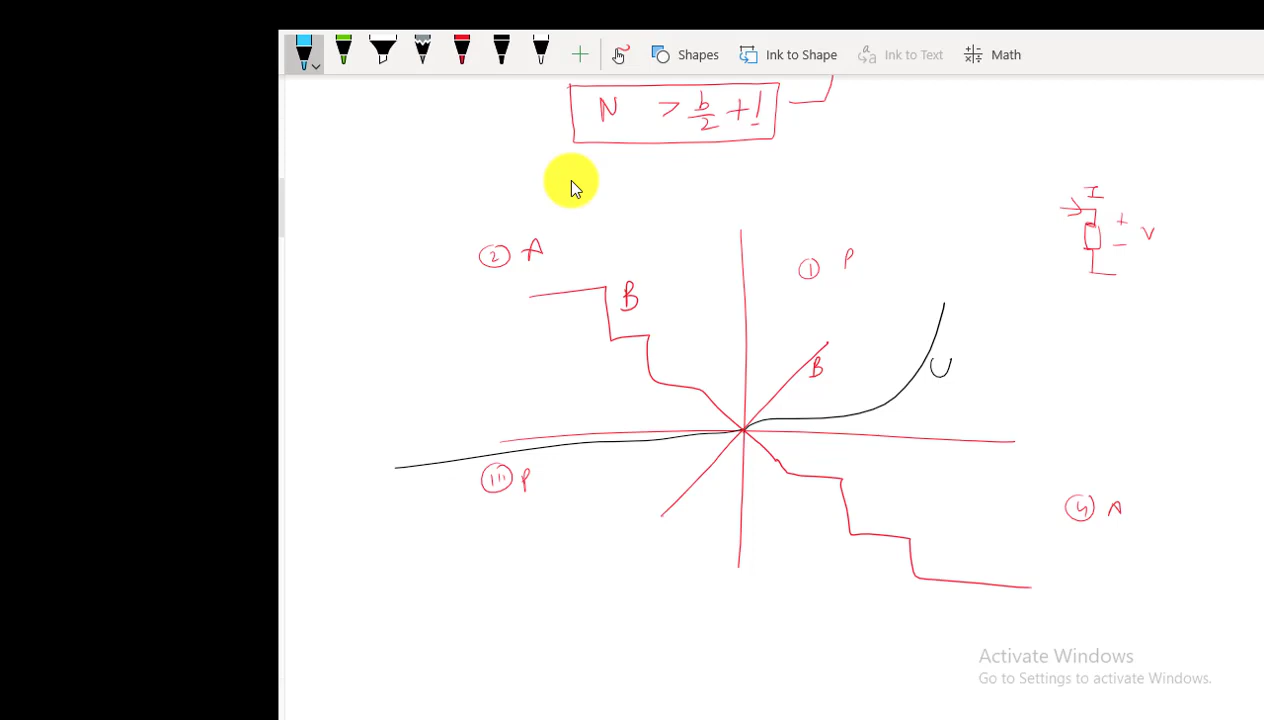 Shapes Ink to Shape Ink to Text Math
N > b/2 + 1
I
+
- V
② A
① P
B
B
U
(iii) P
④ A
Activate Windows
Go to Settings to activate Windows.